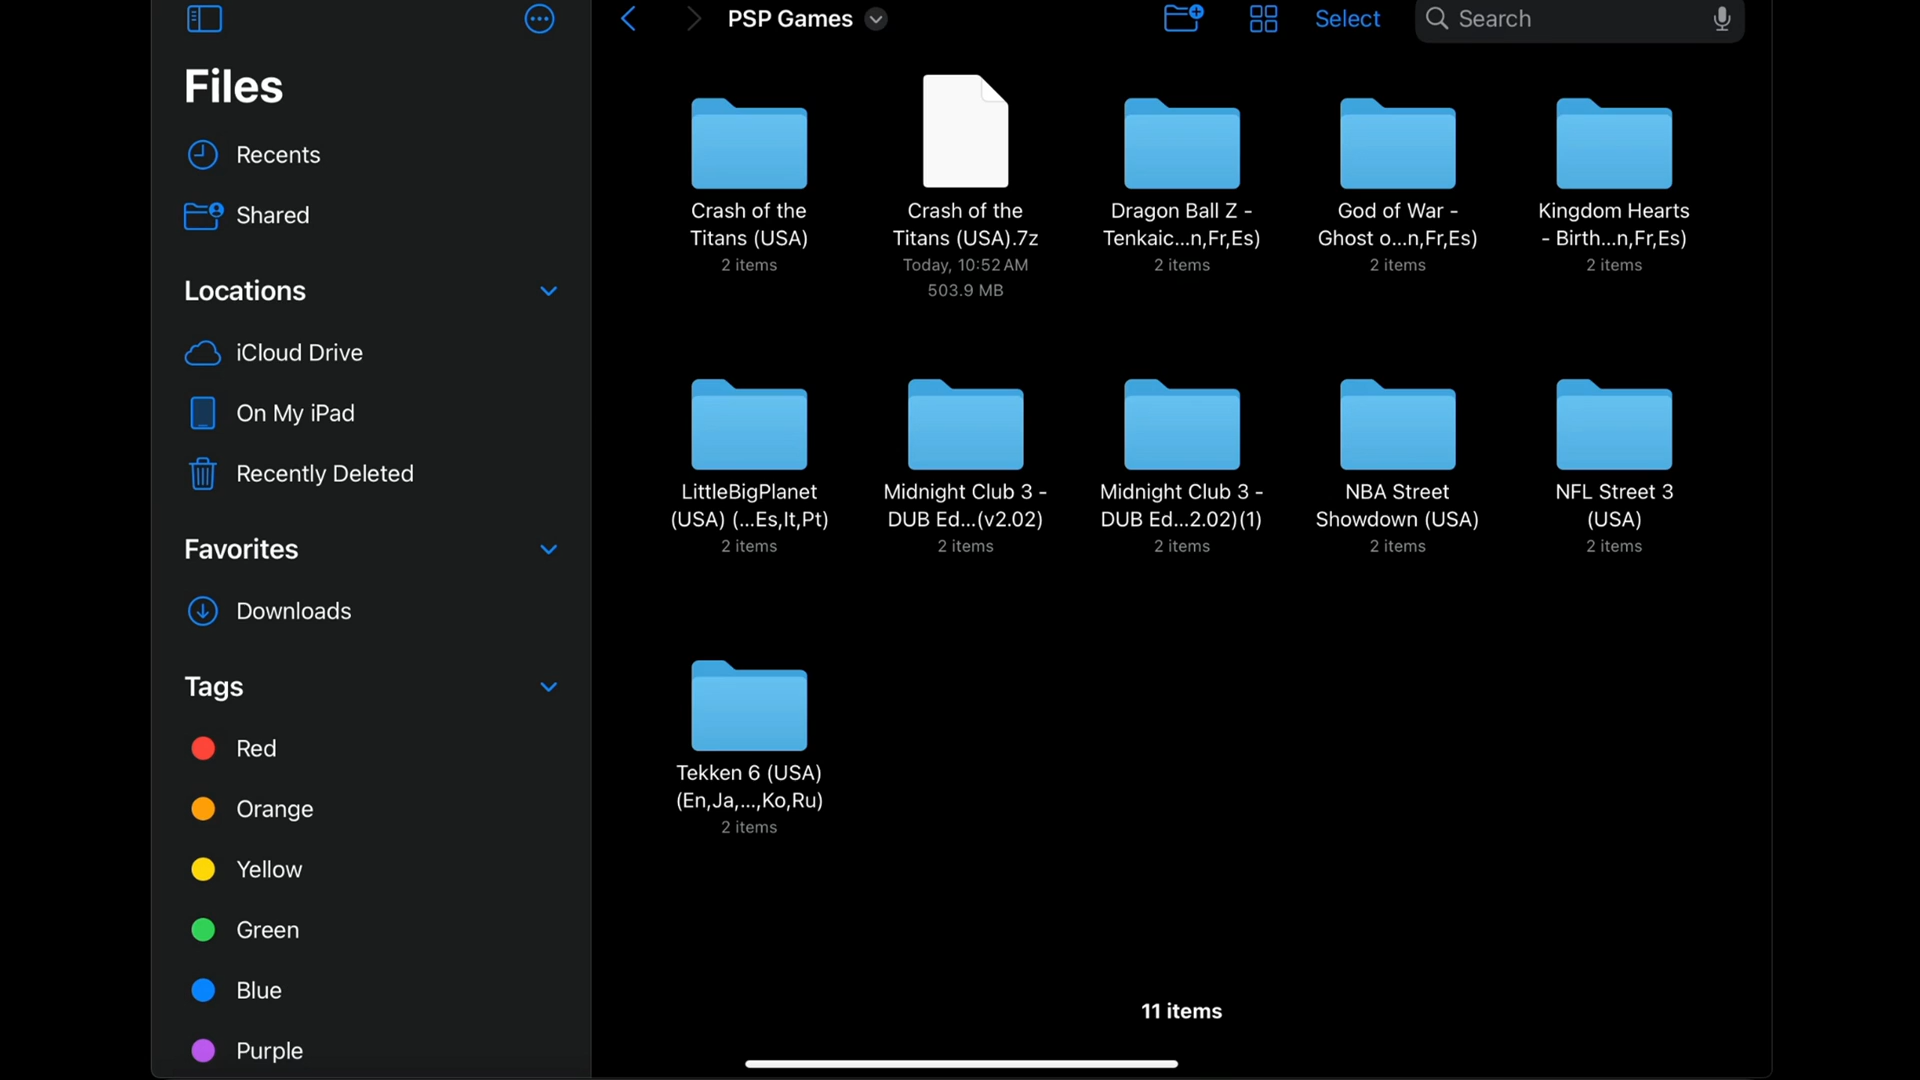 Files
Recents
Shared
Locations
iCloud Drive
On My iPad
Recently Deleted
Favorites
Downloads
Tags
Red
Orange
Yellow
Green
Blue
Purple
PSP Games
Select
Search
Crash of the
Titans (USA)
2 items
Crash of the
Titans (USA).7z
Today, 10:52 AM
503.9 MB
Dragon Ball Z -
Tenkaic...n,Fr,Es)
2 items
God of War -
Ghost o...n,Fr,Es)
2 items
Kingdom Hearts
- Birth...n,Fr,Es)
2 items
LittleBigPlanet
(USA) (...Es,It,Pt)
2 items
Midnight Club 3 -
DUB Ed...(v2.02)
2 items
Midnight Club 3 -
DUB Ed...2.02)(1)
2 items
NBA Street
Showdown (USA)
2 items
NFL Street 3
(USA)
2 items
Tekken 6 (USA)
(En,Ja,...,Ko,Ru)
2 items
11 items